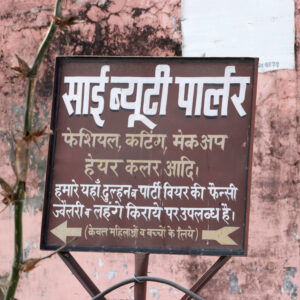 साई ब्यूटी पार्लर
फेशियल, कटिंग, मेकअप
हेयर कलर, आदि।
हमारे यहाँ दुल्हन व पार्टी वियर की फेन्सी
ज्वेलरी व लहंगे किराये पर उपलब्ध है।
(केवल महिलाओं व बच्चों के लिये)